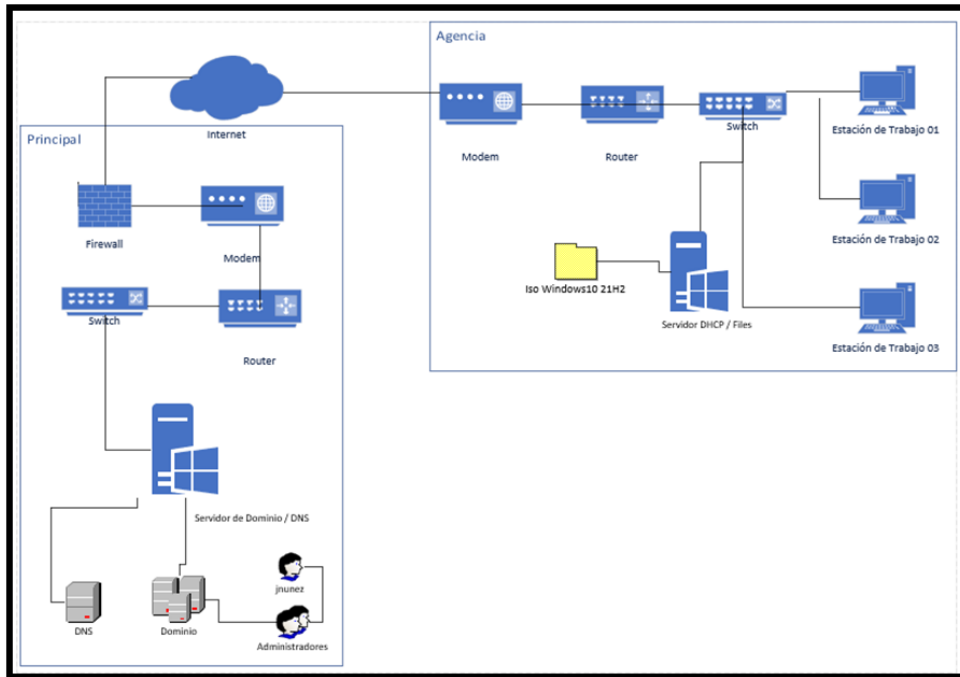 Agencia
Internet
Principal
Modem
Router
Switch
Estación de Trabajo 01
Estación de Trabajo 02
Estación de Trabajo 03
Iso Windows10 21H2
Servidor DHCP / Files
Firewall
Modem
Switch
Router
Servidor de Dominio / DNS
DNS
Dominio
jnunez
Administradores